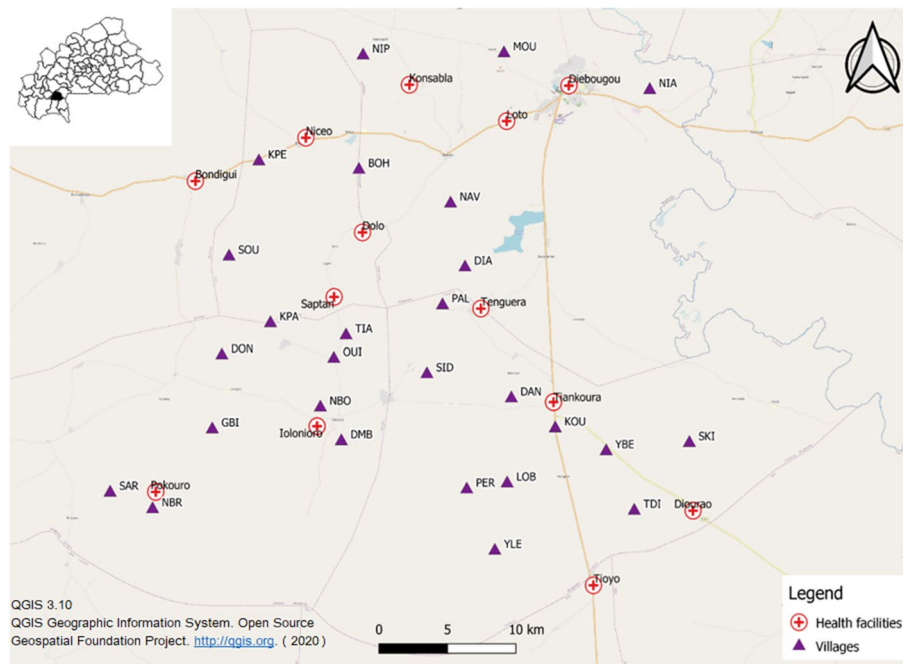 NIP
MOU
Konsabla
Diebougou
NIA
Loto
Niceo
KPE
BOH
Bondigui
NAV
Dolo
SOU
DIA
Saptan
PAL
Tenguera
KPA
TIA
DON
OUI
SID
NBO
DAN
Tiankoura
GBI
Iolonioro
DMB
KOU
YBE
SKI
SAR
Pokouro
NBR
PER
LOB
TDI
Diourao
YLE
Tioyo
QGIS 3.10
QGIS Geographic Information System. Open Source
Geospatial Foundation Project. http://qgis.org. ( 2020 )
0 5 10 km
Legend
Health facilities
Villages